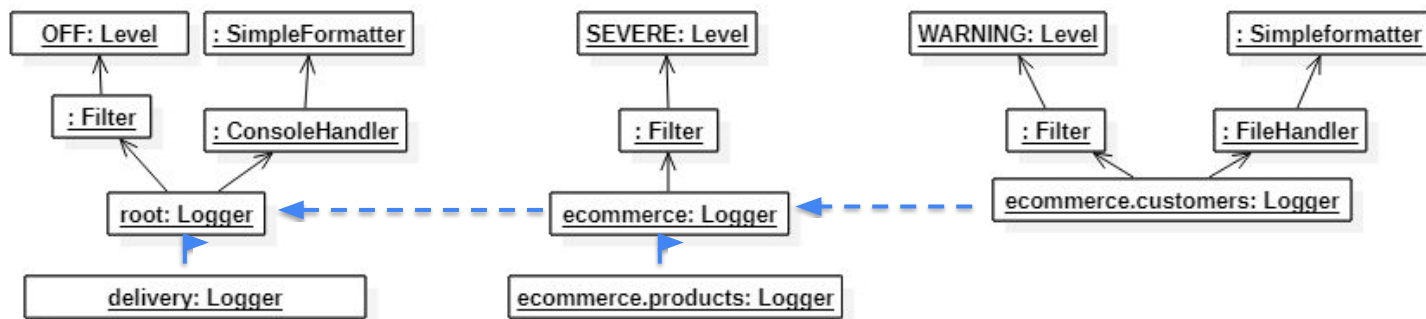 OFF: Level
: SimpleFormatter
SEVERE: Level
WARNING: Level
: Simpleformatter
: Filter
: ConsoleHandler
: Filter
: Filter
: FileHandler
root: Logger
ecommerce: Logger
ecommerce.customers: Logger
delivery: Logger
ecommerce.products: Logger